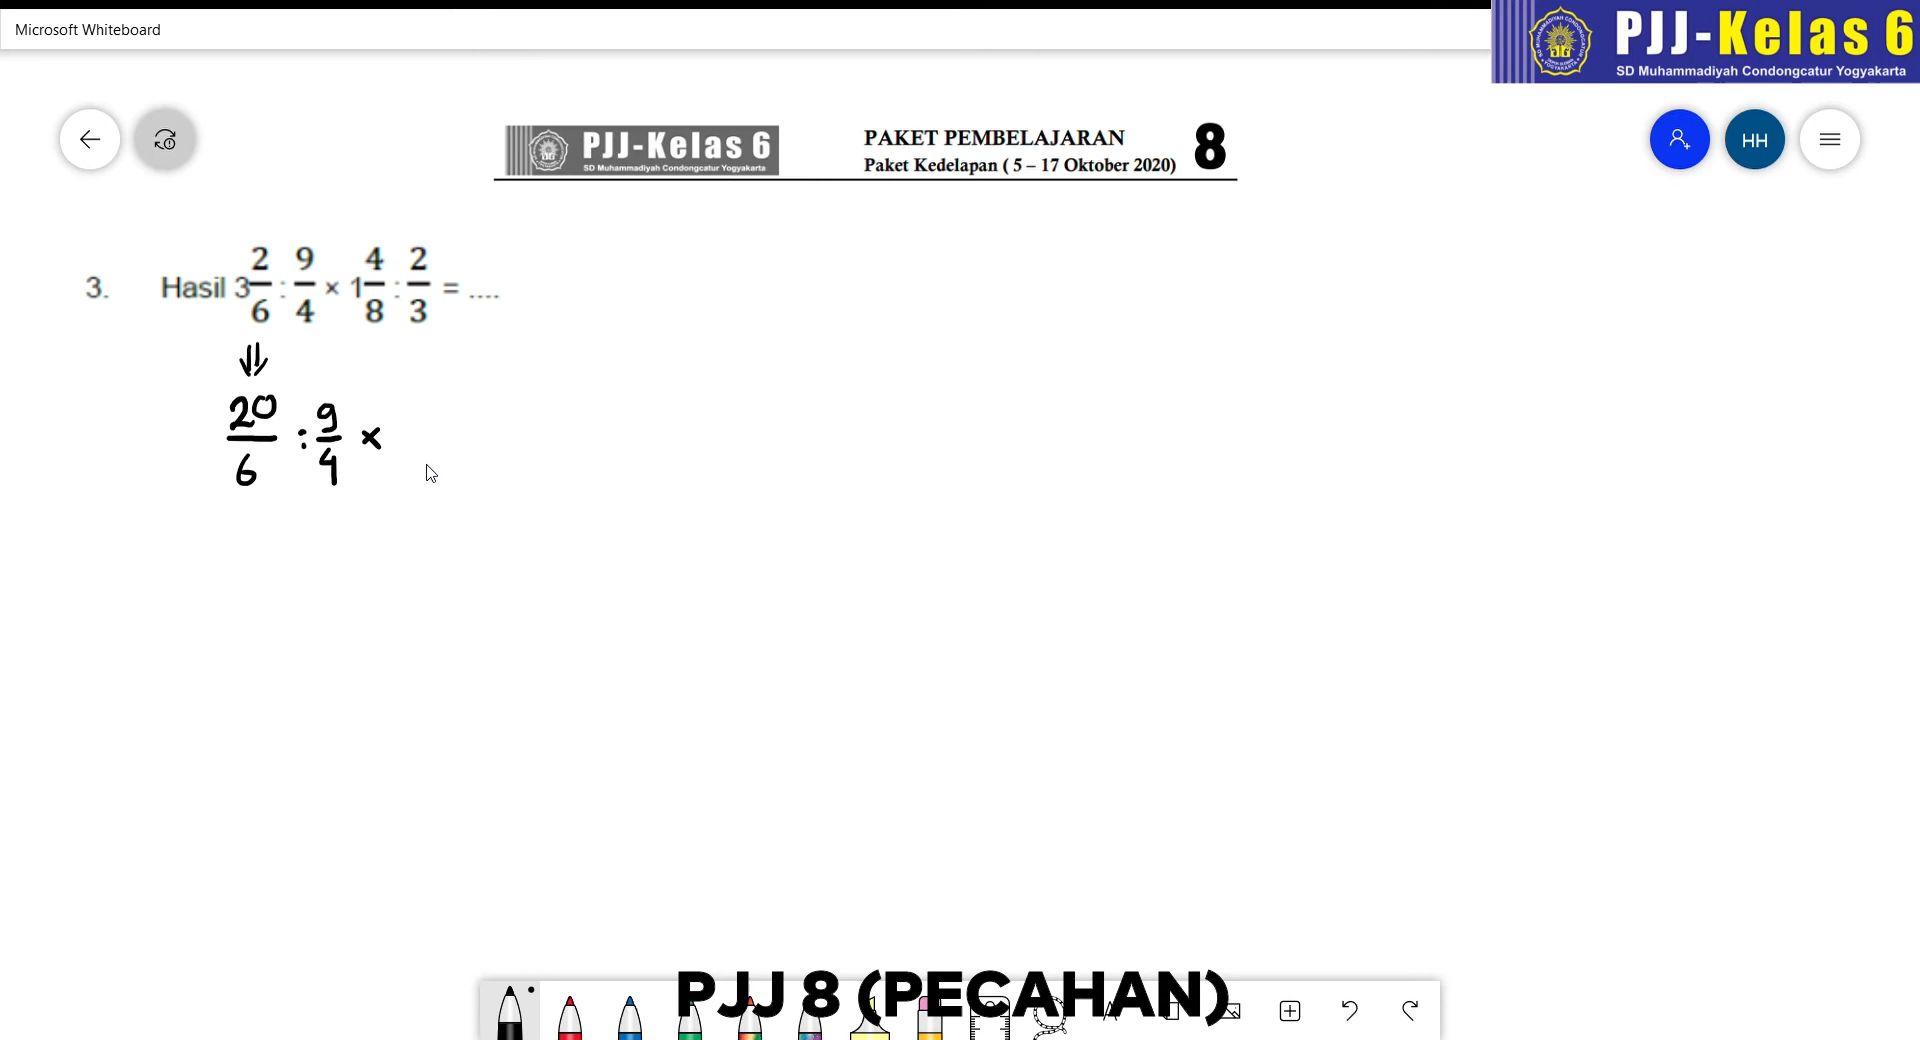 Microsoft Whiteboard
PJJ-Kelas 6
SD Muhammadiyah Condongcatur Yogyakarta
PJJ-Kelas 6
SD Muhammadiyah Condongcatur Yogyakarta
PAKET PEMBELAJARAN
Paket Kedelapan ( 5 – 17 Oktober 2020)
8
HH
3. Hasil 3 2/6 : 9/4 × 1 4/8 : 2/3 = ....
20/6 : 9/4 ×
PJJ 8 (PECAHAN)